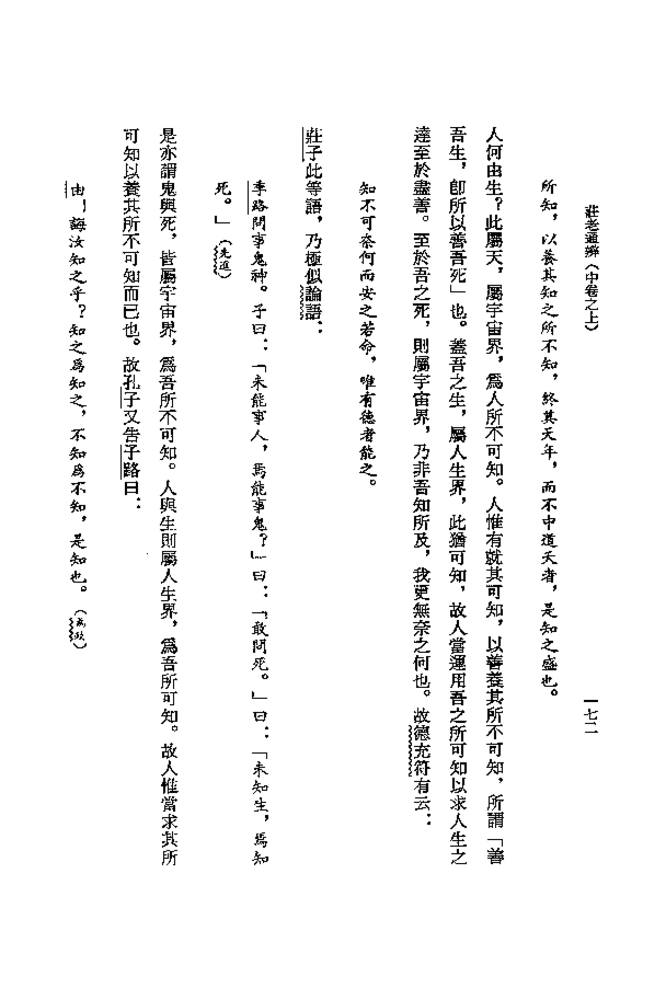 莊老通辨（中卷之上）
一七二
所知，以養其知之所不知，終其天年，而不中道夭者，是知之盛也。
人何由生？此屬天，屬宇宙界，爲人所不可知。人惟有就其可知，以善養其所不可知，所謂「善
吾生，卽所以善吾死」也。蓋吾之生，屬人生界，此猶可知，故人當運用吾之所可知以求人生之
達至於盡善。至於吾之死，則屬宇宙界，乃非吾知所及，我更無奈之何也。故德充符有云：
知不可奈何而安之若命，唯有德者能之。
莊子此等語，乃極似論語：
季路問事鬼神。子曰：「未能事人，焉能事鬼？」曰：「敢問死。」曰：「未知生，焉知
死。」（先進）
是亦謂鬼與死，皆屬宇宙界，爲吾所不可知。人與生則屬人生界，爲吾所可知。故人惟當求其所
可知以養其所不可知而已也。故孔子又告子路曰：
由！誨汝知之乎？知之爲知之，不知爲不知，是知也。（爲政）